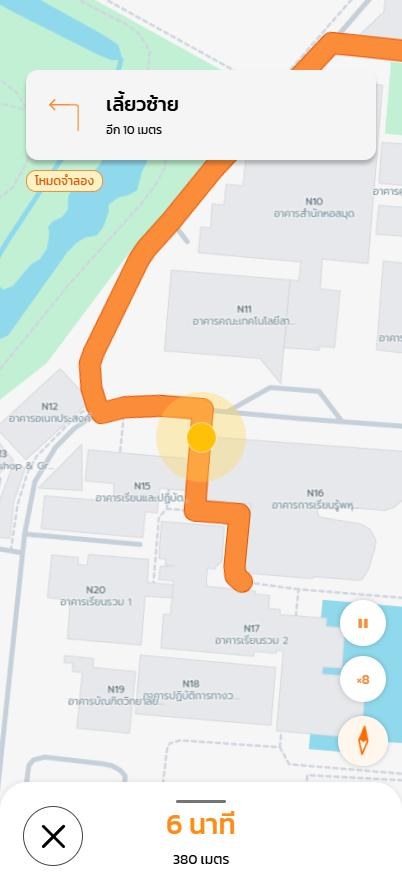 เลี้ยวซ้าย
อีก 10 เมตร
โหมดจำลอง
N10
อาคารสำนักหอสมุด
N11
อาคารคณะเทคโนโลยีสา...
N12
อาคารอเนกประสงค์
N15
อาคารเรียนและปฏิบัต...
N16
อาคารการเรียนรู้พหุ
N20
อาคารเรียนรวม 1
N17
อาคารเรียนรวม 2
N19
อาคารบัณฑิตวิทยาลัย...
N18
อาคารปฏิบัติการทางว...
×8
6 นาที
380 เมตร